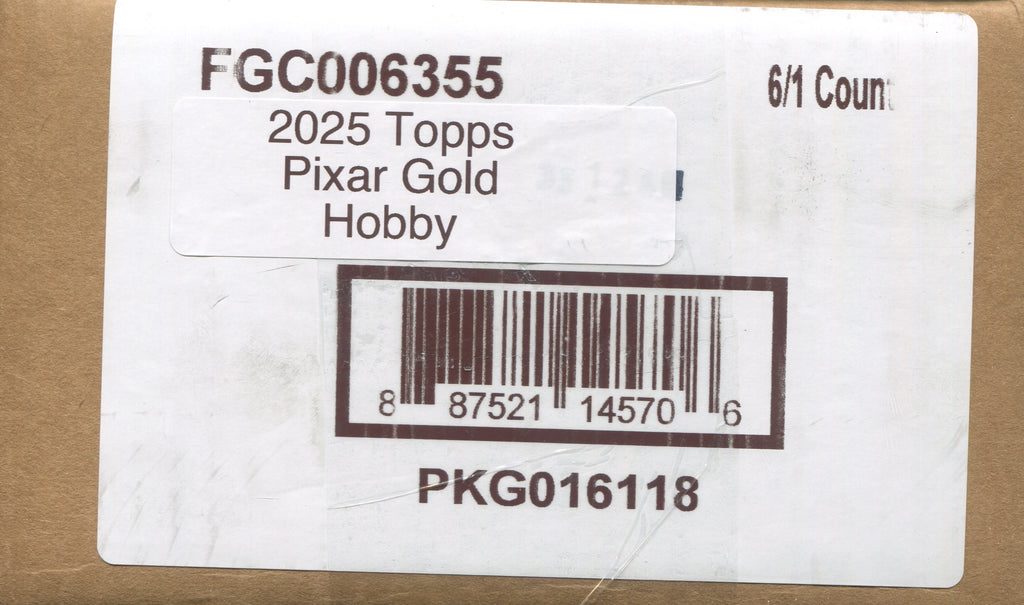 FGC006355
6/1 Count
2025 Topps
Pixar Gold
Hobby
8 87521 14570 6
PKG016118